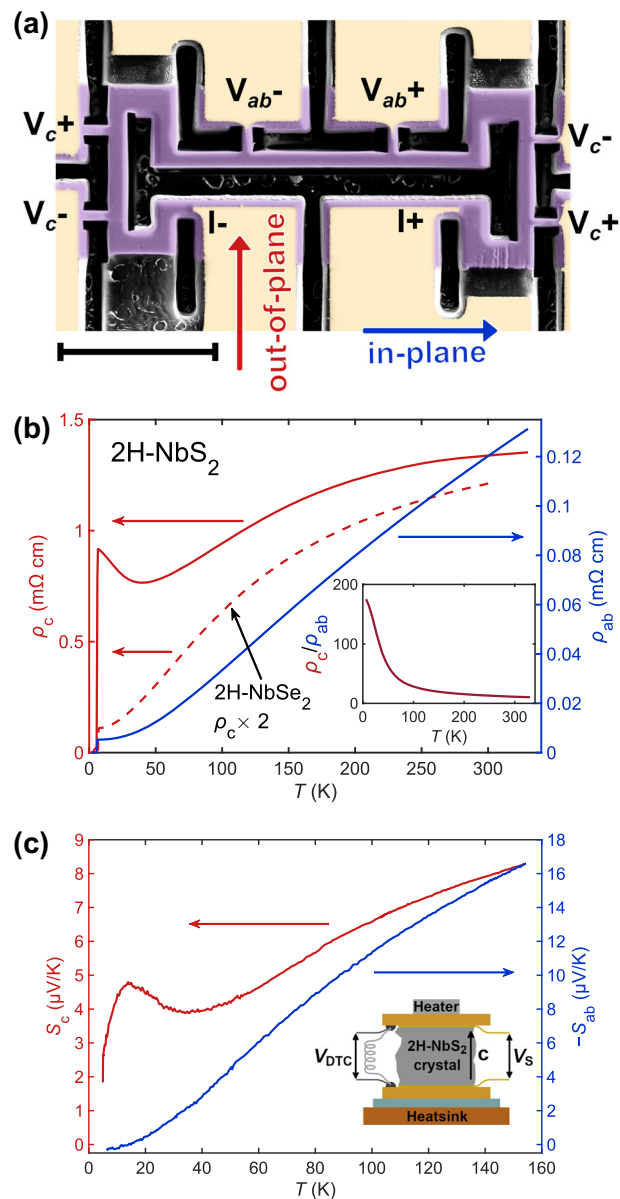 (a)
V_ab-
V_ab+
V_c+
V_c-
V_c-
V_c+
I-
I+
out-of-plane
in-plane
(b)
2H-NbS₂
1.5
1
0.5
0
ρ_c (mΩ cm)
0.12
0.1
0.08
0.06
0.04
0.02
0
ρ_ab (mΩ cm)
2H-NbSe₂
ρ_c × 2
200
100
0
ρ_c/ρ_ab
0 100 200 300
T (K)
0 50 100 150 200 250 300
T (K)
(c)
9
8
7
6
5
4
3
2
1
0
S_c (µV/K)
18
16
14
12
10
8
6
4
2
0
−S_ab (µV/K)
Heater
V_DTC
2H-NbS₂
crystal
c
V_S
Heatsink
0 20 40 60 80 100 120 140 160
T (K)